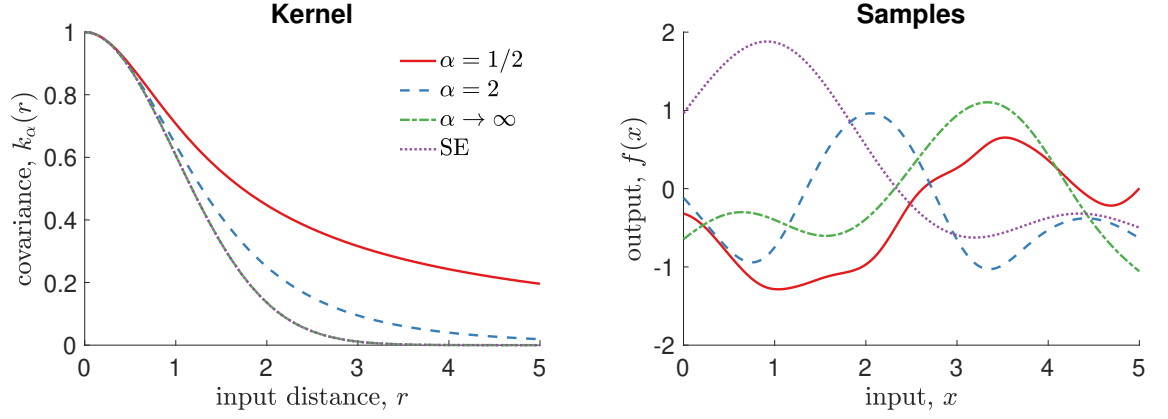 Kernel
covariance, kα(r)
1
0.8
0.6
0.4
0.2
0
α = 1/2
α = 2
α → ∞
SE
0 1 2 3 4 5
input distance, r
Samples
output, f(x)
2
1
0
-1
-2
0 1 2 3 4 5
input, x